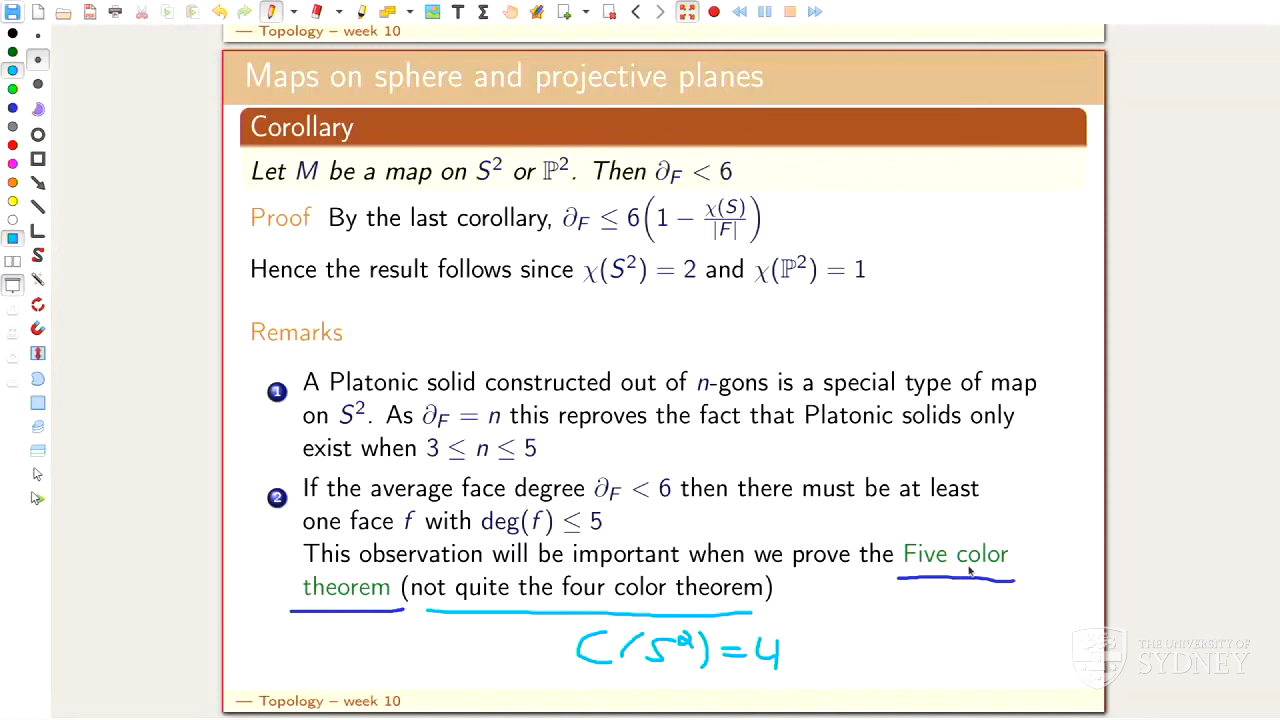 — Topology – week 10
Maps on sphere and projective planes
Corollary
Let M be a map on S² or ℙ². Then ∂_F < 6
Proof By the last corollary, ∂_F ≤ 6(1 − χ(S)/|F|)
Hence the result follows since χ(S²) = 2 and χ(ℙ²) = 1
Remarks
1 A Platonic solid constructed out of n-gons is a special type of map
on S². As ∂_F = n this reproves the fact that Platonic solids only
exist when 3 ≤ n ≤ 5
2 If the average face degree ∂_F < 6 then there must be at least
one face f with deg(f) ≤ 5
This observation will be important when we prove the Five color
theorem (not quite the four color theorem)
C(S²)=4
THE UNIVERSITY OF
SYDNEY
— Topology – week 10